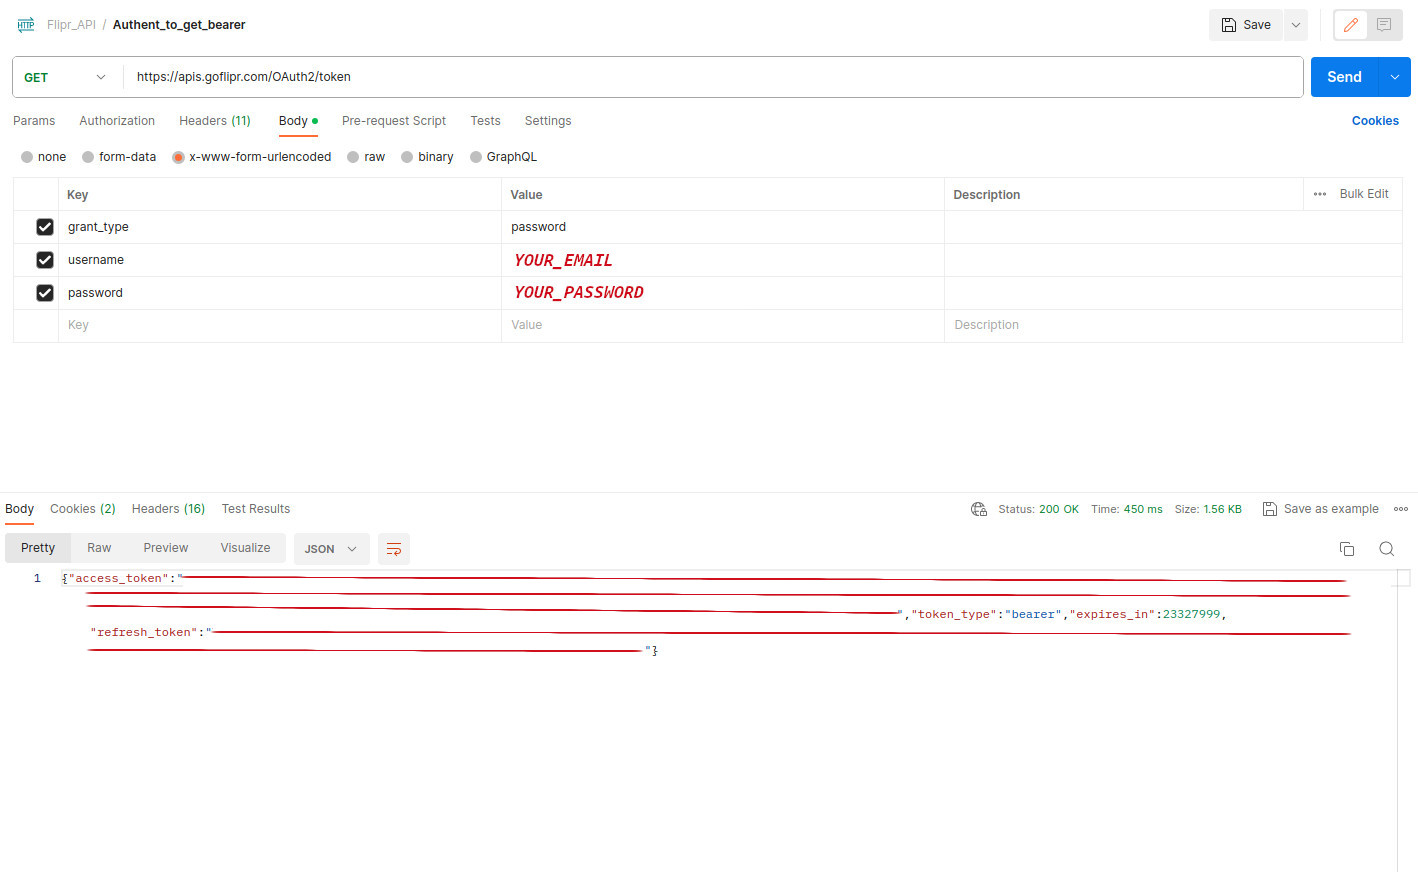 HTTP Flipr_API / Authent_to_get_bearer Save
GET https://apis.goflipr.com/OAuth2/token Send
Params Authorization Headers (11) Body Pre-request Script Tests Settings Cookies
none form-data x-www-form-urlencoded raw binary GraphQL
Key Value Description ••• Bulk Edit
grant_type password
username YOUR_EMAIL
password YOUR_PASSWORD
Key Value Description
Body Cookies (2) Headers (16) Test Results Status: 200 OK Time: 450 ms Size: 1.56 KB Save as example
Pretty Raw Preview Visualize JSON
1 {"access_token":"
","token_type":"bearer","expires_in":23327999,
"refresh_token":"
"}